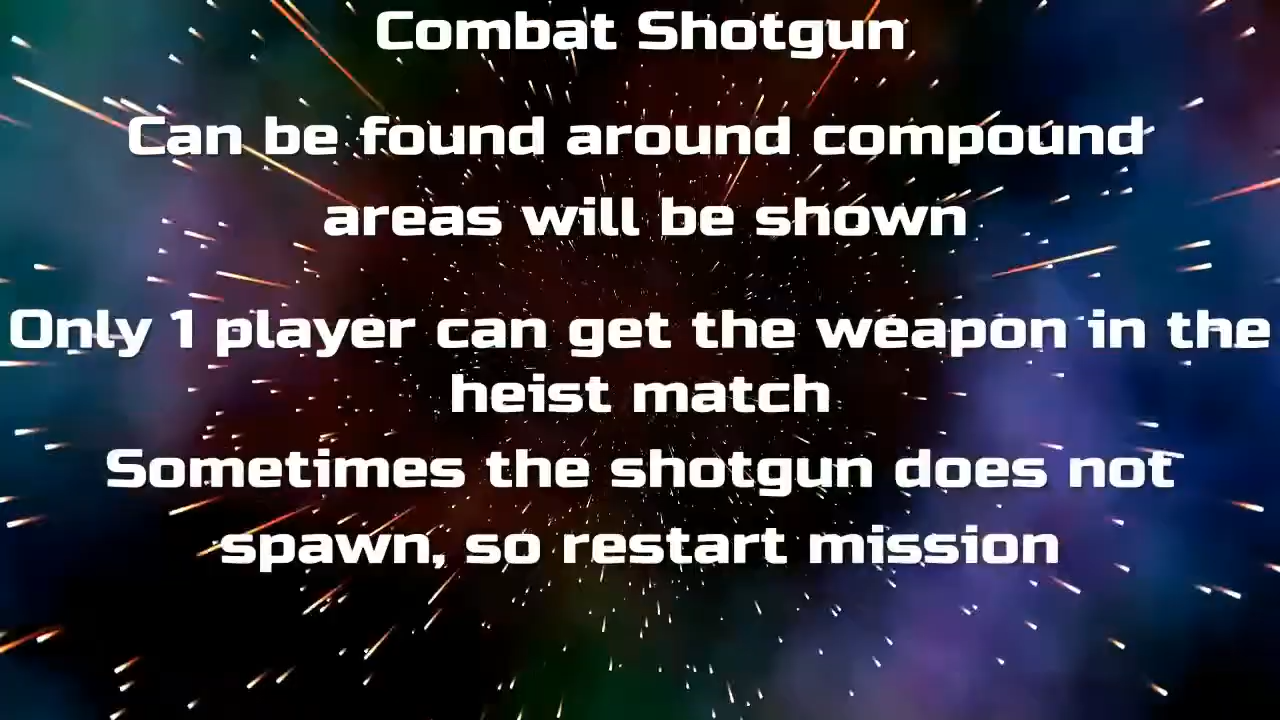 Combat Shotgun
Can be found around compound
areas will be shown
Only 1 player can get the weapon in the
heist match
Sometimes the shotgun does not
spawn, so restart mission